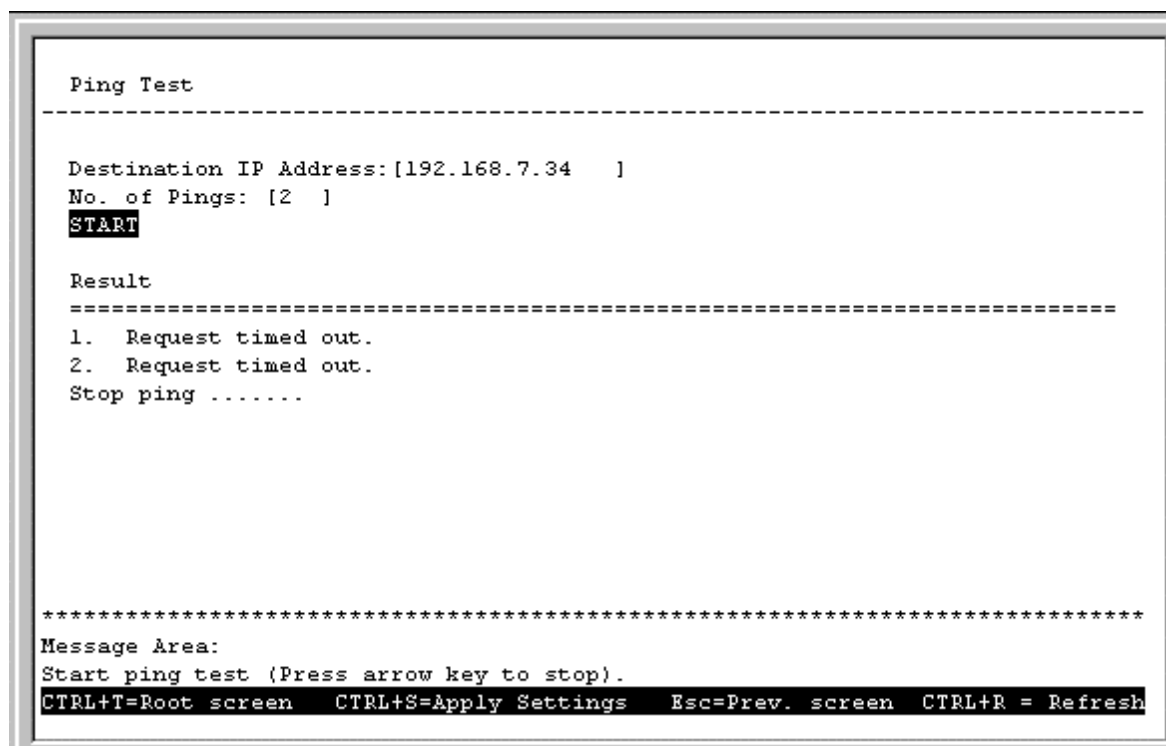 Ping Test
-------------------------------------------------------------------------------
Destination IP Address:[192.168.7.34   ]
No. of Pings: [2  ]
START
Result
===========================================================================
1.  Request timed out.
2.  Request timed out.
Stop ping .......
*******************************************************************************
Message Area:
Start ping test (Press arrow key to stop).
CTRL+T=Root screen   CTRL+S=Apply Settings   Esc=Prev. screen  CTRL+R = Refresh